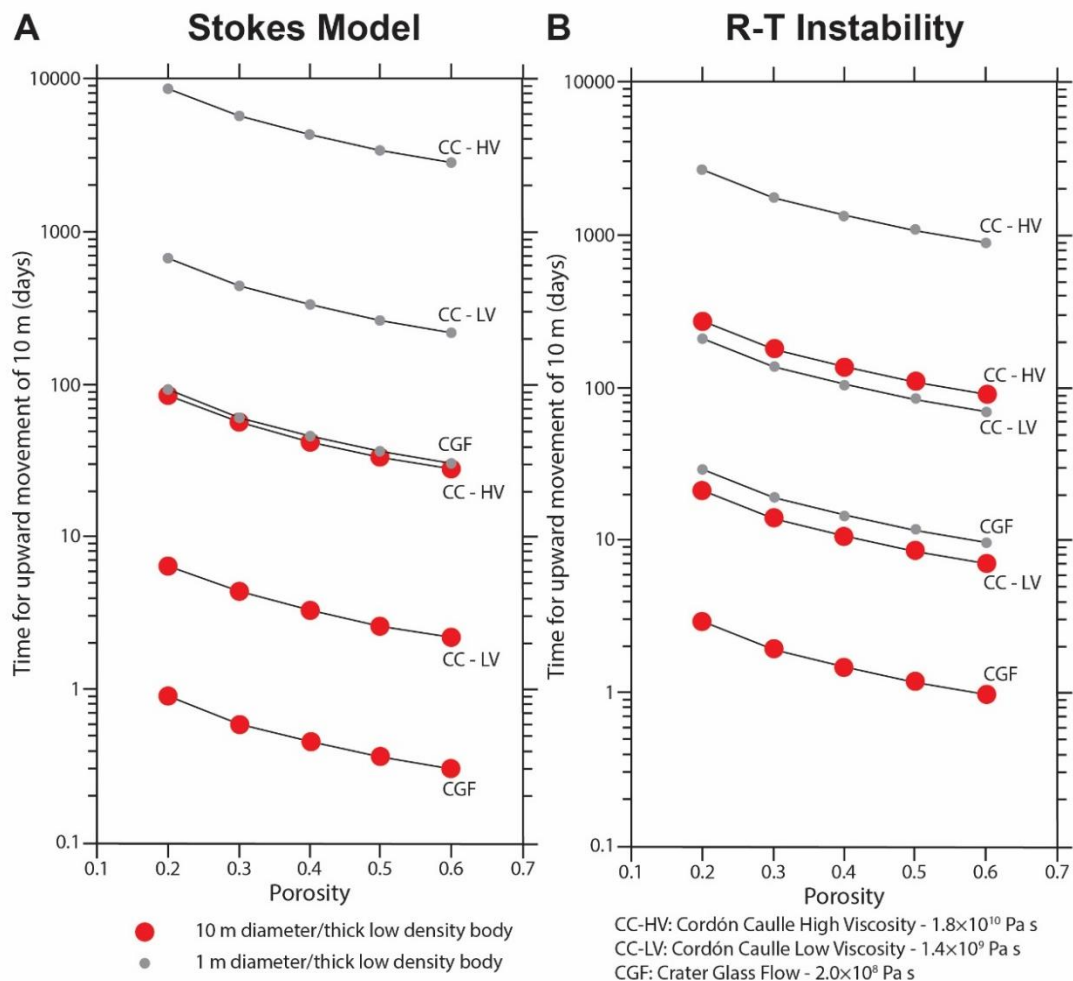 A Stokes Model
B R-T Instability
10000
1000
100
10
1
0.1
Time for upward movement of 10 m (days)
CC - HV
CC - LV
CGF
CC - HV
CC - LV
CGF
0.1 0.2 0.3 0.4 0.5 0.6 0.7
Porosity
10000
1000
100
10
1
0.1
Time for upward movement of 10 m (days)
CC - HV
CC - HV
CC - LV
CGF
CC - LV
CGF
0.1 0.2 0.3 0.4 0.5 0.6 0.7
Porosity
10 m diameter/thick low density body
1 m diameter/thick low density body
CC-HV: Cordón Caulle High Viscosity - 1.8×10¹⁰ Pa s
CC-LV: Cordón Caulle Low Viscosity - 1.4×10⁹ Pa s
CGF: Crater Glass Flow - 2.0×10⁸ Pa s